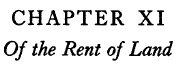 CHAPTER XI
Of the Rent of Land